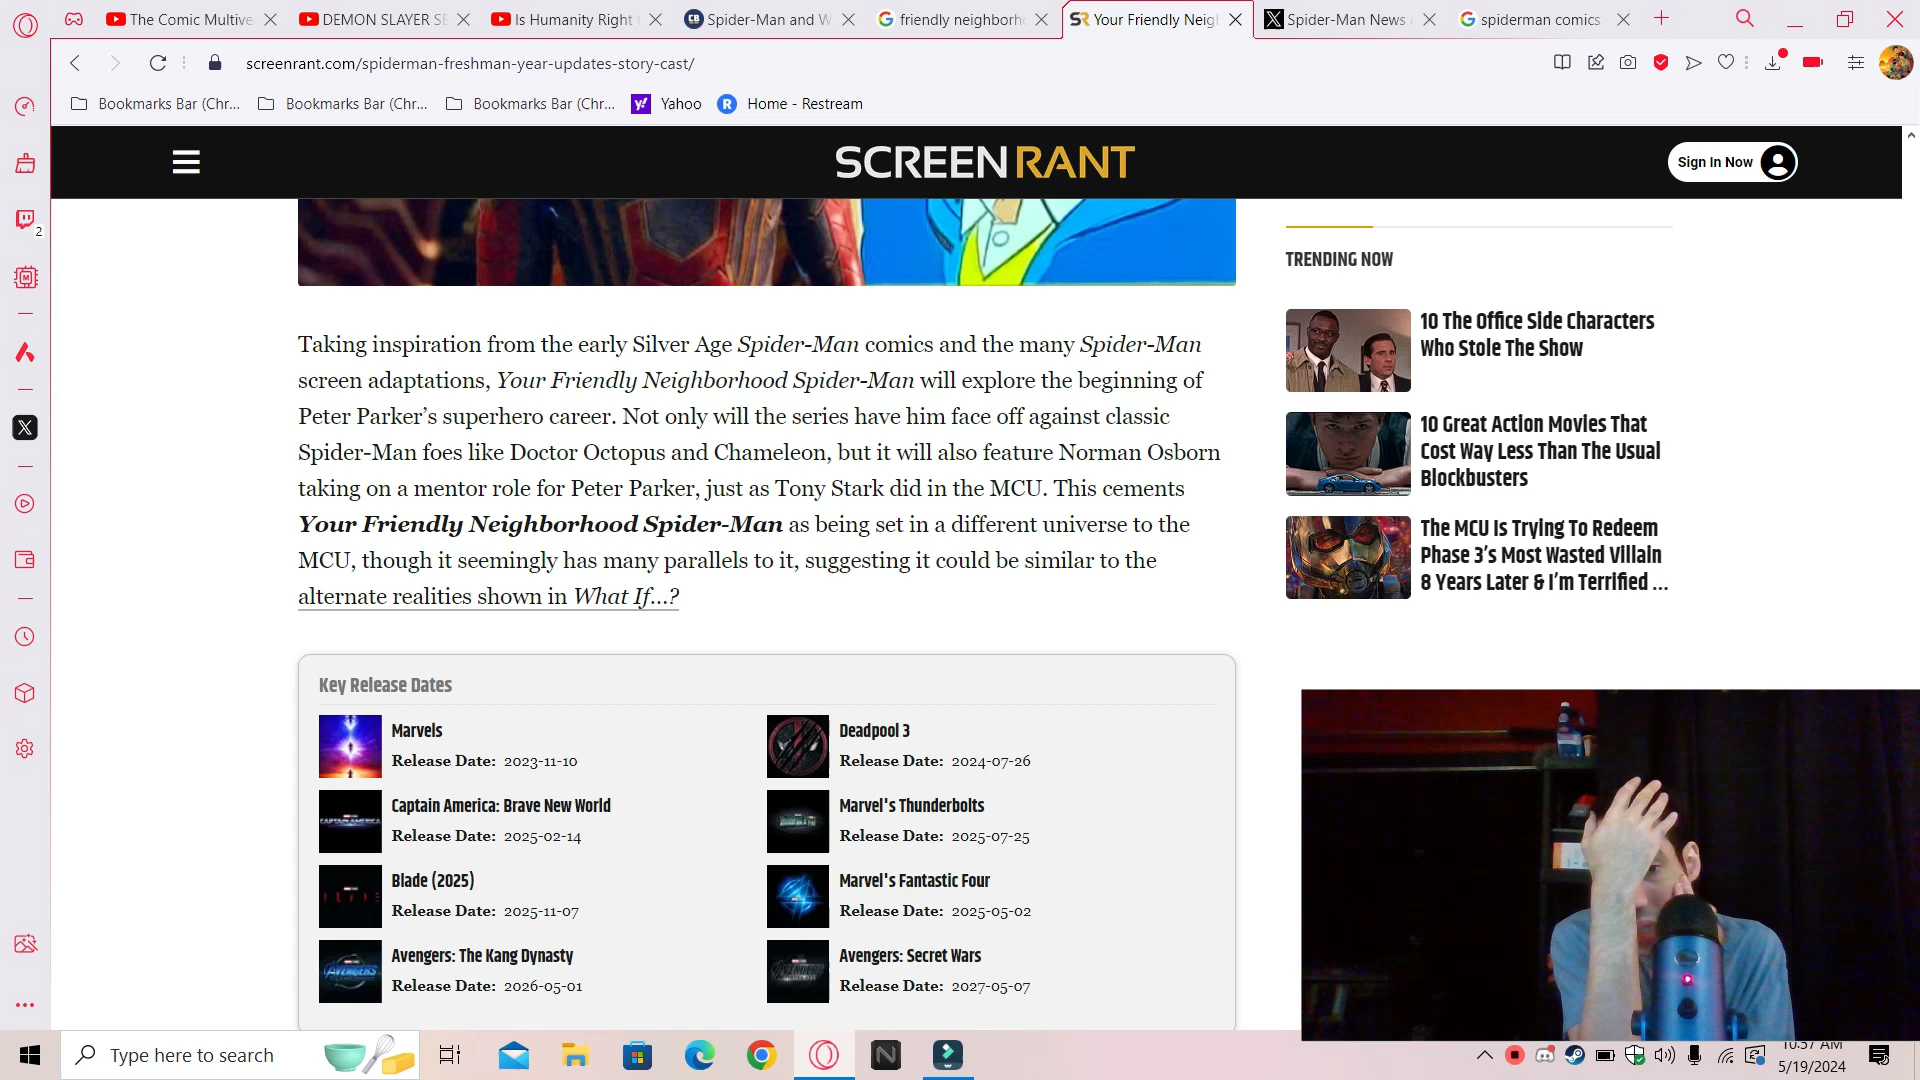 The Comic Multive
DEMON SLAYER SE
Is Humanity Right
Spider-Man and W
friendly neighborho
SR Your Friendly Neigh
Spider-Man News
spiderman comics
screenrant.com/spiderman-freshman-year-updates-story-cast/
Bookmarks Bar (Chr...
Bookmarks Bar (Chr...
Bookmarks Bar (Chr...
Yahoo
Home - Restream
SCREENRANT
Sign In Now
2
Taking inspiration from the early Silver Age Spider-Man comics and the many Spider-Man
screen adaptations, Your Friendly Neighborhood Spider-Man will explore the beginning of
Peter Parker’s superhero career. Not only will the series have him face off against classic
Spider-Man foes like Doctor Octopus and Chameleon, but it will also feature Norman Osborn
taking on a mentor role for Peter Parker, just as Tony Stark did in the MCU. This cements
Your Friendly Neighborhood Spider-Man as being set in a different universe to the
MCU, though it seemingly has many parallels to it, suggesting it could be similar to the
alternate realities shown in What If...?
TRENDING NOW
10 The Office Side Characters
Who Stole The Show
10 Great Action Movies That
Cost Way Less Than The Usual
Blockbusters
The MCU Is Trying To Redeem
Phase 3’s Most Wasted Villain
8 Years Later & I’m Terrified ...
Key Release Dates
Marvels
Release Date: 2023-11-10
Deadpool 3
Release Date: 2024-07-26
Captain America: Brave New World
Release Date: 2025-02-14
Marvel's Thunderbolts
Release Date: 2025-07-25
Blade (2025)
Release Date: 2025-11-07
Marvel's Fantastic Four
Release Date: 2025-05-02
Avengers: The Kang Dynasty
Release Date: 2026-05-01
Avengers: Secret Wars
Release Date: 2027-05-07
Type here to search
10:57 AM
5/19/2024